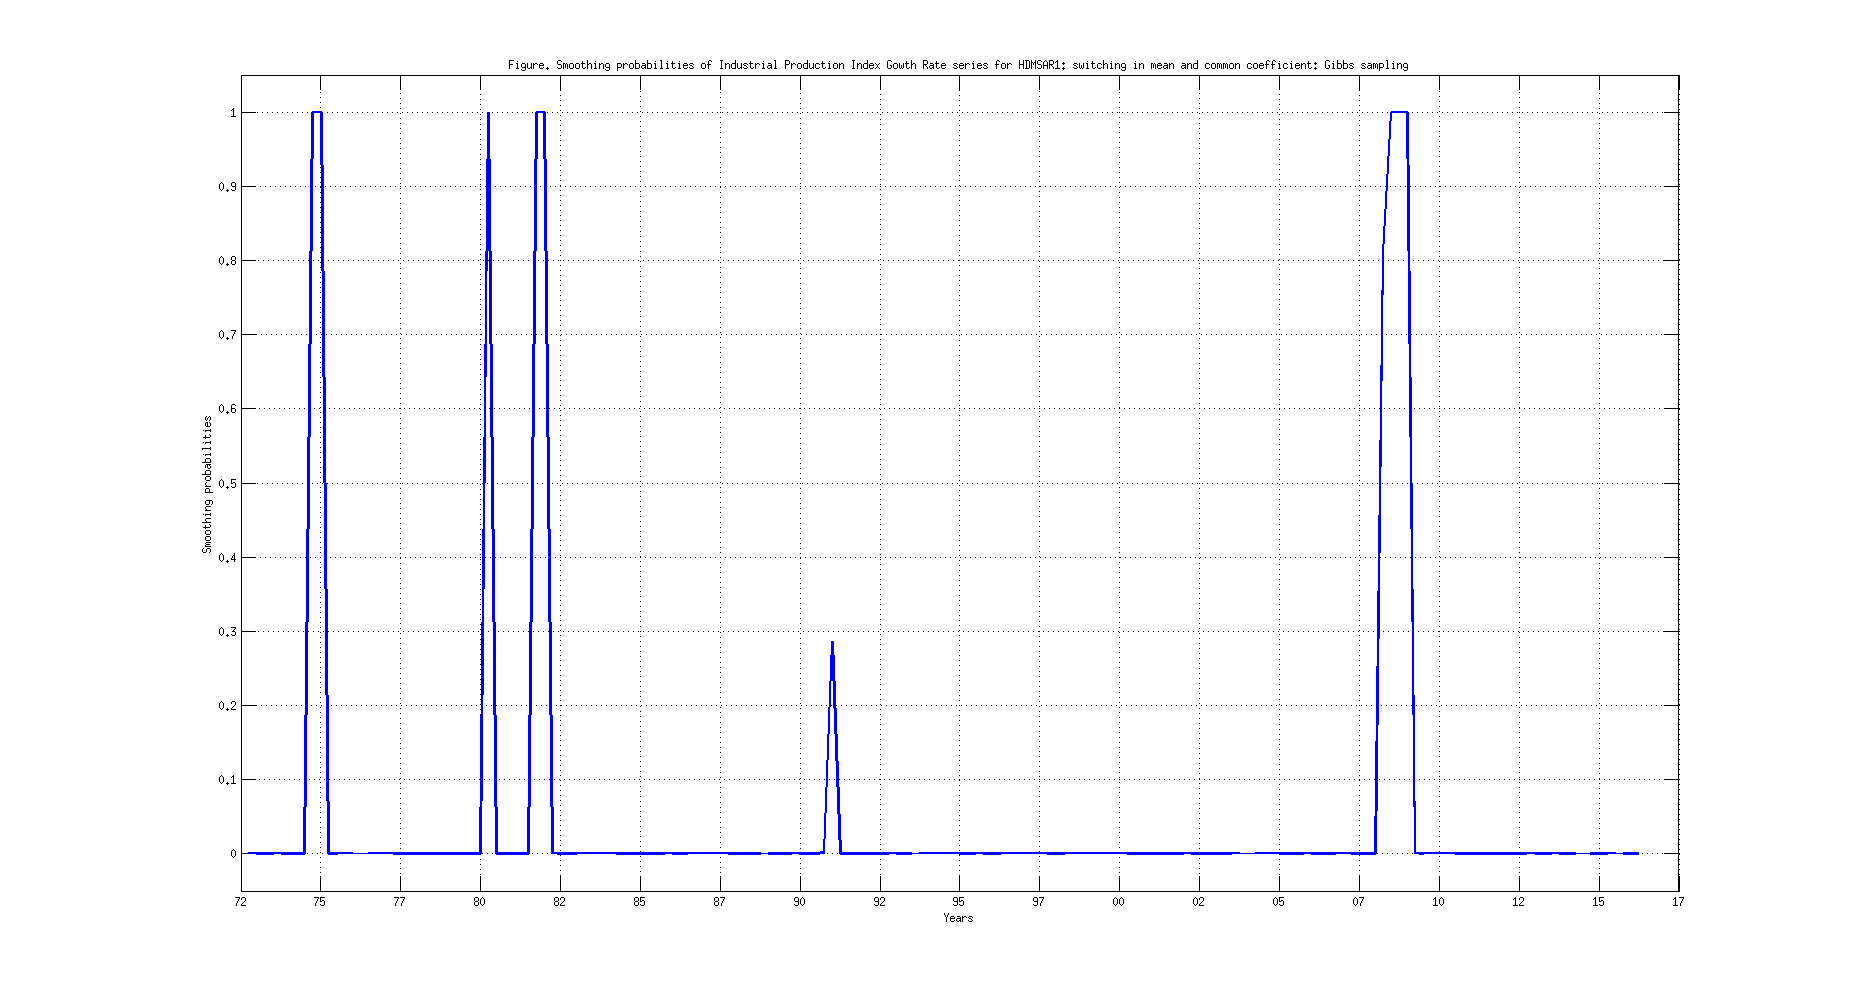 Figure. Smoothing probabilities of Industrial Production Index Gowth Rate series for HDMSAR1: switching in mean and common coefficient: Gibbs sampling
1
0.9
0.8
0.7
0.6
0.5
0.4
0.3
0.2
0.1
0
Smoothing probabilities
72 75 77 80 82 85 87 90 92 95 97 00 02 05 07 10 12 15 17
Years